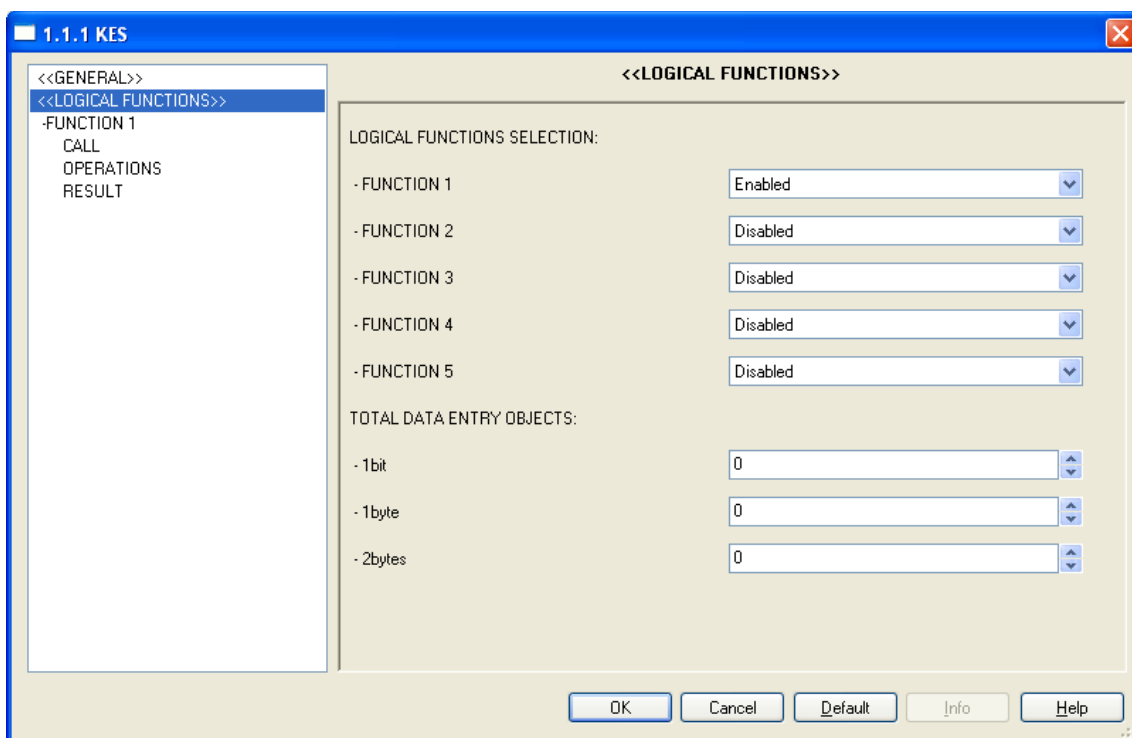 1.1.1 KES
<<GENERAL>>
<<LOGICAL FUNCTIONS>>
-FUNCTION 1
CALL
OPERATIONS
RESULT
<<LOGICAL FUNCTIONS>>
LOGICAL FUNCTIONS SELECTION:
- FUNCTION 1 Enabled
- FUNCTION 2 Disabled
- FUNCTION 3 Disabled
- FUNCTION 4 Disabled
- FUNCTION 5 Disabled
TOTAL DATA ENTRY OBJECTS:
- 1bit 0
- 1byte 0
- 2bytes 0
OK Cancel Default Info Help